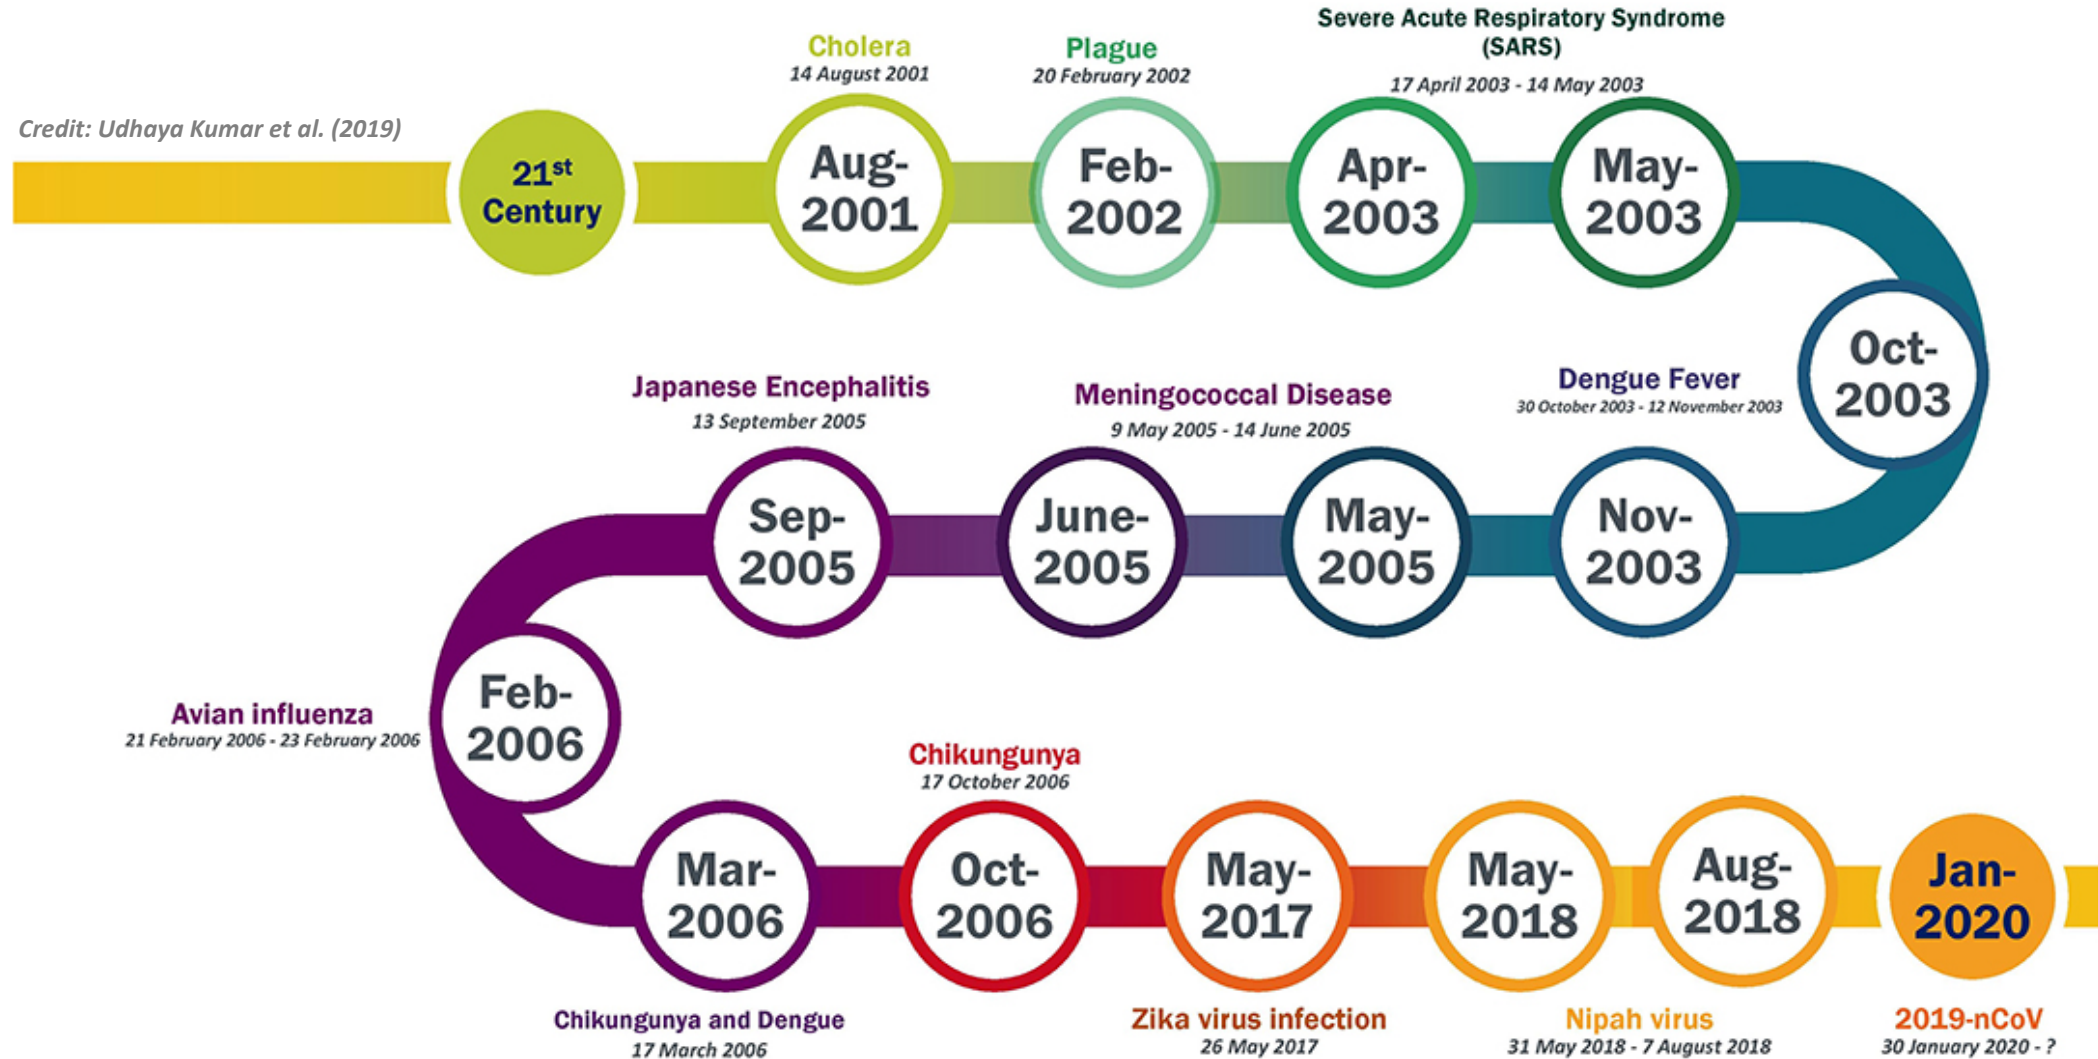 Credit: Udhaya Kumar et al. (2019)
21st
Century
Cholera
14 August 2001
Aug-
2001
Plague
20 February 2002
Feb-
2002
Severe Acute Respiratory Syndrome
(SARS)
17 April 2003 - 14 May 2003
Apr-
2003
May-
2003
Oct-
2003
Dengue Fever
30 October 2003 - 12 November 2003
Nov-
2003
Meningococcal Disease
9 May 2005 - 14 June 2005
May-
2005
June-
2005
Japanese Encephalitis
13 September 2005
Sep-
2005
Avian influenza
21 February 2006 - 23 February 2006
Feb-
2006
Mar-
2006
Chikungunya and Dengue
17 March 2006
Chikungunya
17 October 2006
Oct-
2006
May-
2017
Zika virus infection
26 May 2017
May-
2018
Aug-
2018
Nipah virus
31 May 2018 - 7 August 2018
Jan-
2020
2019-nCoV
30 January 2020 - ?